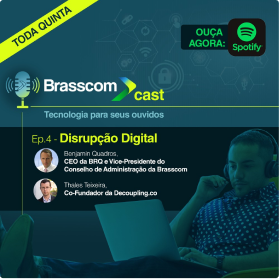 TODA QUINTA
OUÇA
AGORA:
Spotify
Brasscom cast
Tecnologia para seus ouvidos
Ep.4 - Disrupção Digital
Benjamin Quadros,
CEO da BRQ e Vice-Presidente do
Conselho de Administração da Brasscom
Thales Teixeira,
Co-Fundador da Decoupling.co